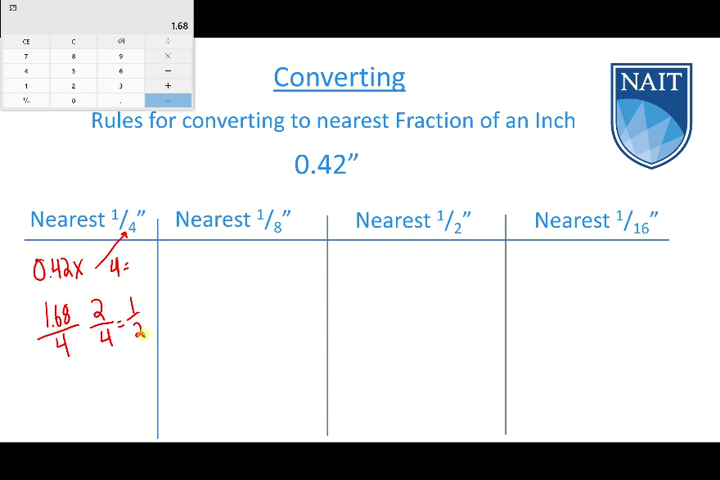 1.68
CE C ⌫ ÷
7 8 9 ×
4 5 6 −
1 2 3 +
0 .
Converting
NAIT
Rules for converting to nearest Fraction of an Inch
0.42”
Nearest 1/4” Nearest 1/8” Nearest 1/2” Nearest 1/16”
0.42x 4=
1.68/4 2/4 = 1/2